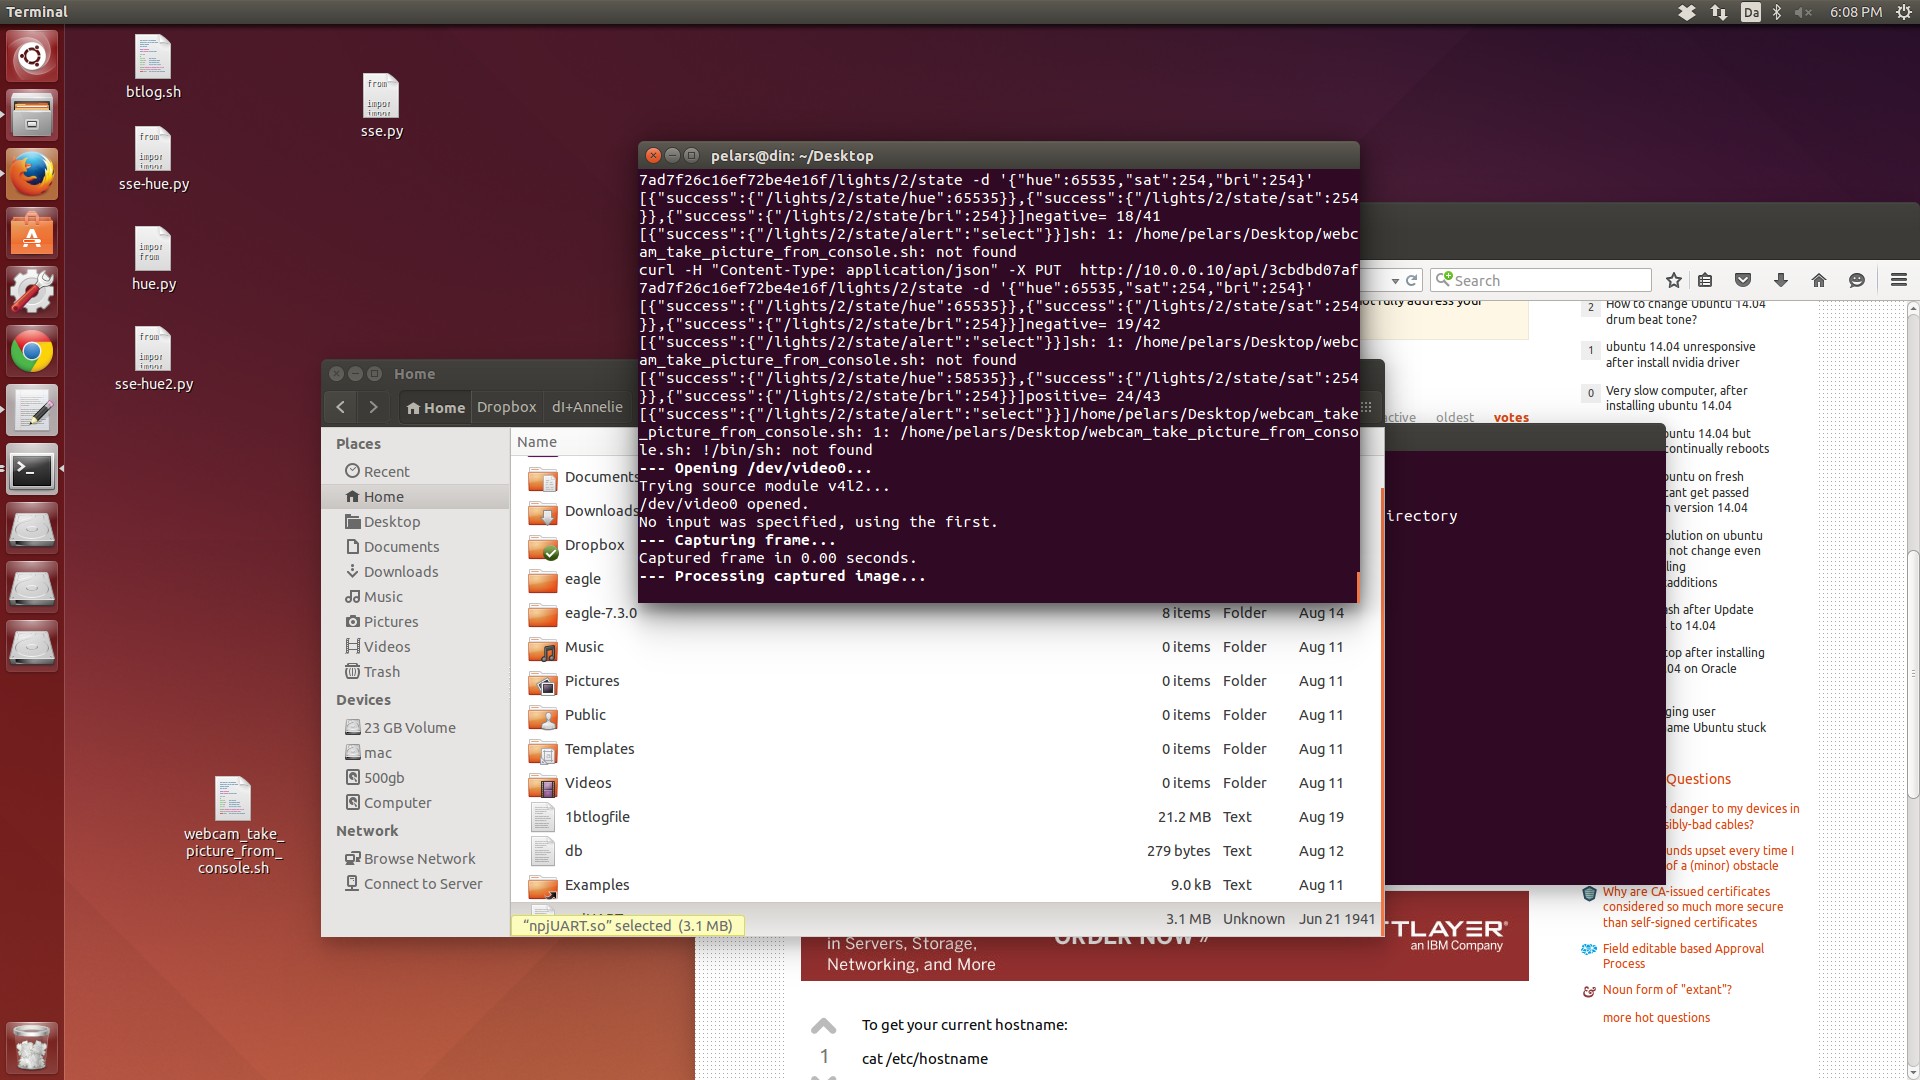 Terminal
Da
6:08 PM
btlog.sh
sse.py
sse-hue.py
hue.py
sse-hue2.py
webcam_take_
picture_from_
console.sh
pelars@din: ~/Desktop
7ad7f26c16ef72be4e16f/lights/2/state -d '{"hue":65535,"sat":254,"bri":254}'
[{"success":{"/lights/2/state/hue":65535}},{"success":{"/lights/2/state/sat":254
}},{"success":{"/lights/2/state/bri":254}}]negative= 18/41
[{"success":{"/lights/2/state/alert":"select"}}]sh: 1: /home/pelars/Desktop/webc
am_take_picture_from_console.sh: not found
curl -H "Content-Type: application/json" -X PUT  http://10.0.0.10/api/3cbdbd07af
7ad7f26c16ef72be4e16f/lights/2/state -d '{"hue":65535,"sat":254,"bri":254}'
[{"success":{"/lights/2/state/hue":65535}},{"success":{"/lights/2/state/sat":254
}},{"success":{"/lights/2/state/bri":254}}]negative= 19/42
[{"success":{"/lights/2/state/alert":"select"}}]sh: 1: /home/pelars/Desktop/webc
am_take_picture_from_console.sh: not found
[{"success":{"/lights/2/state/hue":58535}},{"success":{"/lights/2/state/sat":254
}},{"success":{"/lights/2/state/bri":254}}]positive= 24/43
[{"success":{"/lights/2/state/alert":"select"}}]/home/pelars/Desktop/webcam_take
_picture_from_console.sh: 1: /home/pelars/Desktop/webcam_take_picture_from_conso
le.sh: !/bin/sh: not found
--- Opening /dev/video0...
Trying source module v4l2...
/dev/video0 opened.
No input was specified, using the first.
--- Capturing frame...
Captured frame in 0.00 seconds.
--- Processing captured image...
Home
Home
Dropbox
dI+Annelie
Places
Recent
Home
Desktop
Documents
Downloads
Music
Pictures
Videos
Trash
Devices
23 GB Volume
mac
500gb
Computer
Network
Browse Network
Connect to Server
Name
Documents
Downloads
Dropbox
eagle
eagle-7.3.0 8 items Folder Aug 14
Music 0 items Folder Aug 11
Pictures 0 items Folder Aug 11
Public 0 items Folder Aug 11
Templates 0 items Folder Aug 11
Videos 0 items Folder Aug 11
1btlogfile 21.2 MB Text Aug 19
db 279 bytes Text Aug 12
Examples 9.0 kB Text Aug 11
3.1 MB Unknown Jun 21 1941
“npjUART.so” selected (3.1 MB)
irectory
Search
not fully address your
active oldest votes
2 How to change Ubuntu 14.04
drum beat tone?
1 ubuntu 14.04 unresponsive
after install nvidia driver
0 Very slow computer, after
installing ubuntu 14.04
buntu 14.04 but
continually reboots
buntu on fresh
cant get passed
n version 14.04
olution on ubuntu
not change even
ling
additions
ash after Update
to 14.04
top after installing
04 on Oracle
ging user
ame Ubuntu stuck
Questions
danger to my devices in
sibly-bad cables?
unds upset every time I
of a (minor) obstacle
Why are CA-issued certificates
considered so much more secure
than self-signed certificates
Field editable based Approval
Process
Noun form of "extant"?
more hot questions
in Servers, Storage,
Networking, and More
ORDER NOW »
TLAYER
an IBM Company
To get your current hostname:
1
cat /etc/hostname